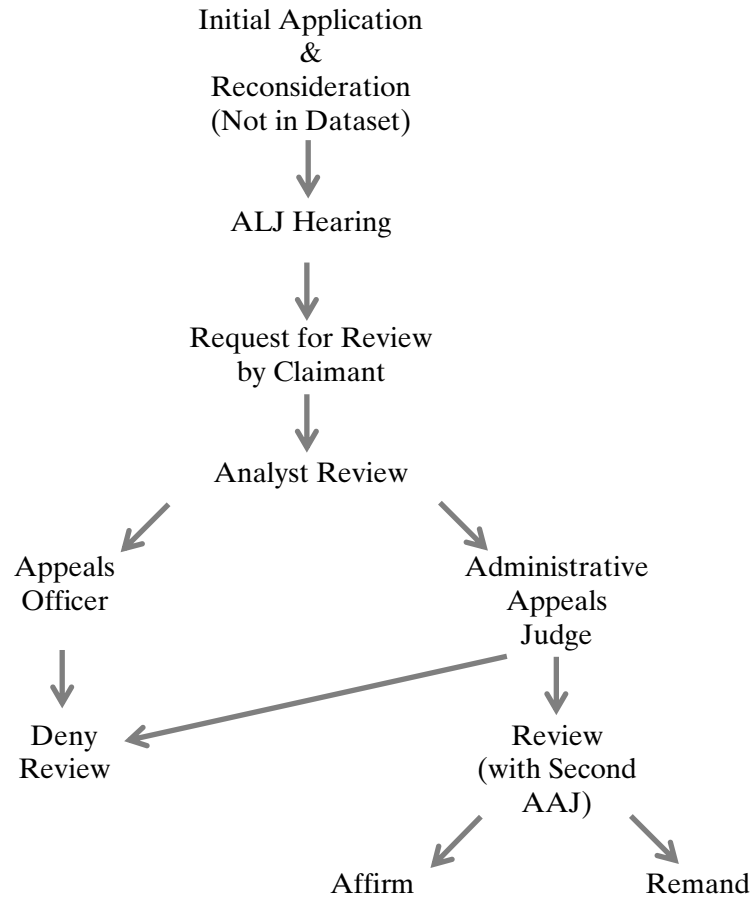 Initial Application
&
Reconsideration
(Not in Dataset)
ALJ Hearing
Request for Review
by Claimant
Analyst Review
Appeals
Officer
Administrative
Appeals
Judge
Deny
Review
Review
(with Second
AAJ)
Affirm
Remand